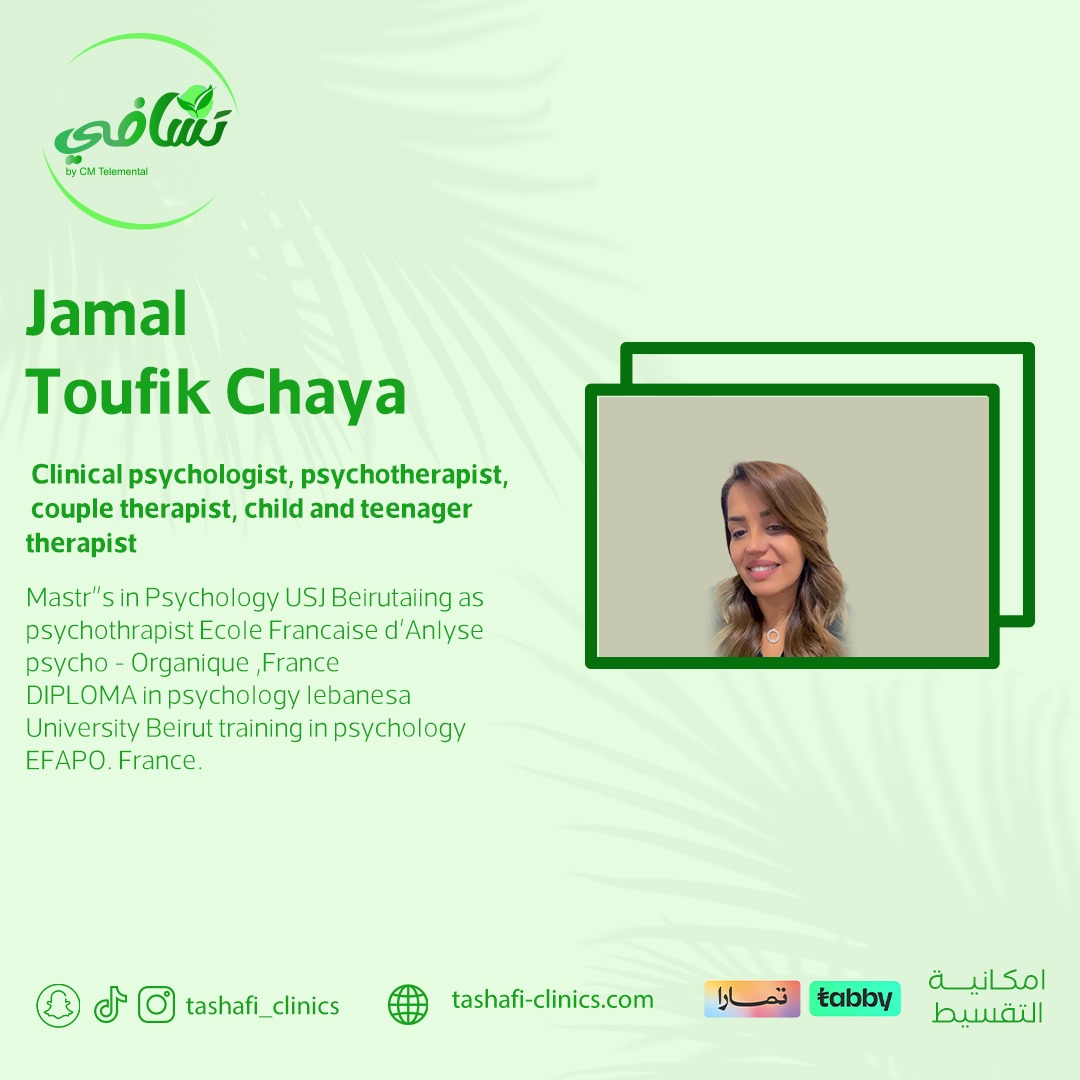 تشافي
by CM Telemental
Jamal
Toufik Chaya
Clinical psychologist, psychotherapist,
couple therapist, child and teenager
therapist
Mastr"s in Psychology USJ Beirutaiing as
psychothrapist Ecole Francaise d'Anlyse
psycho - Organique ,France
DIPLOMA in psychology lebanesa
University Beirut training in psychology
EFAPO. France.
tashafi_clinics
tashafi-clinics.com
تمارا
tabby
امكانيــة
التقسيط